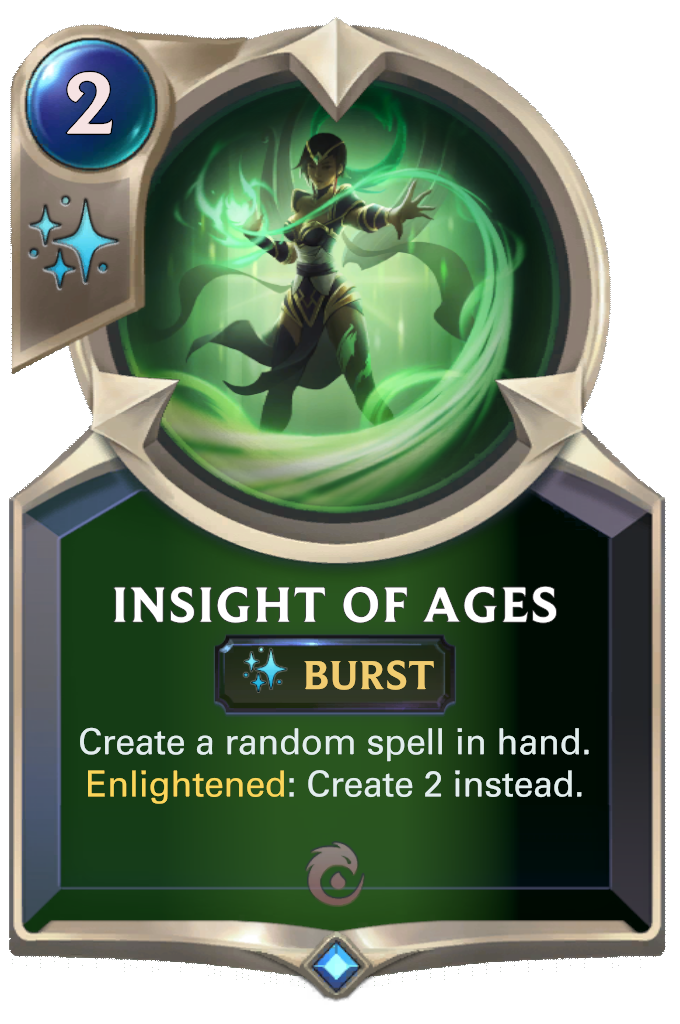 2
INSIGHT OF AGES
BURST
Create a random spell in hand.
Enlightened: Create 2 instead.